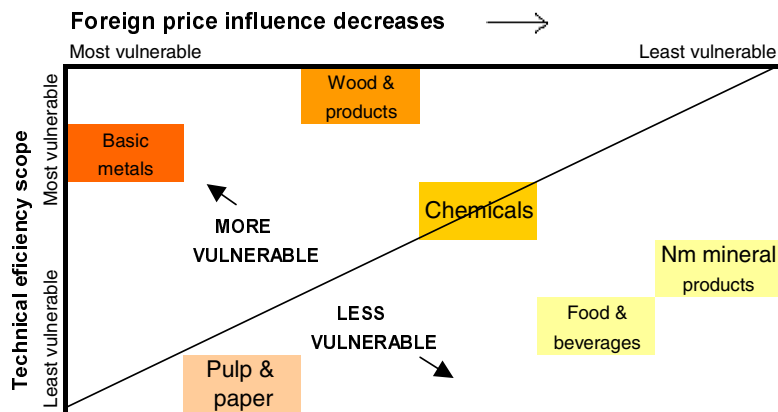 Foreign price influence decreases
Most vulnerable
Least vulnerable
Technical eficiency scope
Most vulnerable
Least vulnerable
Wood &
products
Basic
metals
Chemicals
MORE
VULNERABLE
Nm mineral
products
LESS
VULNERABLE
Food &
beverages
Pulp &
paper